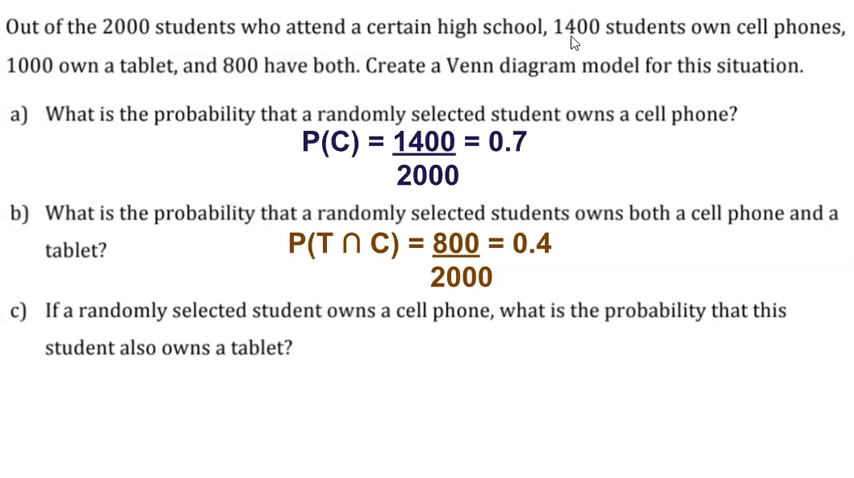 Out of the 2000 students who attend a certain high school, 1400 students own cell phones,
1000 own a tablet, and 800 have both. Create a Venn diagram model for this situation.
a) What is the probability that a randomly selected student owns a cell phone?
P(C) = 1400 = 0.7
2000
b) What is the probability that a randomly selected students owns both a cell phone and a
tablet?
P(T ∩ C) = 800 = 0.4
2000
c) If a randomly selected student owns a cell phone, what is the probability that this
student also owns a tablet?